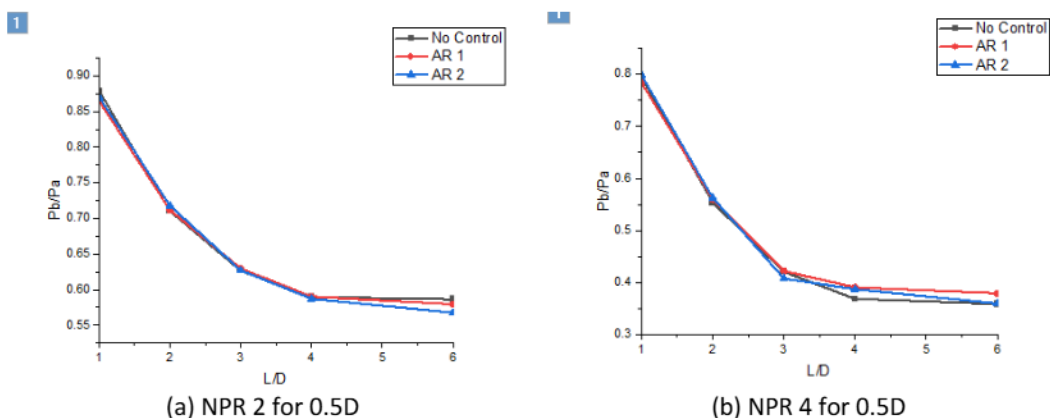 1
No Control
AR 1
AR 2
0.90
0.85
0.80
0.75
0.70
0.65
0.60
0.55
Pb/Pa
1 2 3 4 5 6
L/D
(a) NPR 2 for 0.5D
1
No Control
AR 1
AR 2
0.8
0.7
0.6
0.5
0.4
0.3
Pb/Pa
1 2 3 4 5 6
L/D
(b) NPR 4 for 0.5D